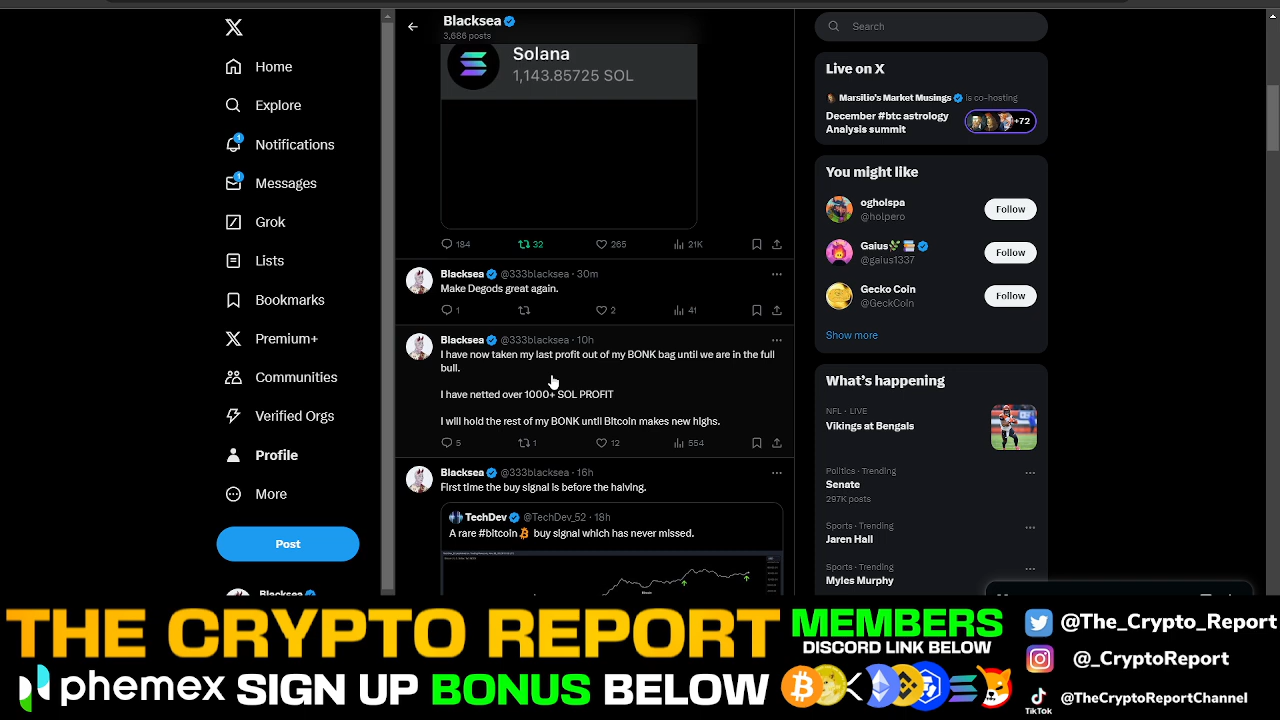 Blacksea
3,686 posts
Solana
1,143.85725 SOL
184
32
265
21K
Blacksea @333blacksea · 30m
Make Degods great again.
1
2
41
Blacksea @333blacksea · 10h
I have now taken my last profit out of my BONK bag until we are in the full
bull.
I have netted over 1000+ SOL PROFIT
I will hold the rest of my BONK until Bitcoin makes new highs.
5
1
12
554
Blacksea @333blacksea · 16h
First time the buy signal is before the halving.
TechDev @TechDev_52 · 18h
A rare #bitcoin buy signal which has never missed.
Home
Explore
1
Notifications
1
Messages
Grok
Lists
Bookmarks
Premium+
Communities
Verified Orgs
Profile
More
Post
Blacksea
Search
Live on X
Marsilio's Market Musings is co-hosting
December #btc astrology
Analysis summit
+72
You might like
ogholspa
@holpero
Follow
Gaius
@gaius1337
Follow
Gecko Coin
@GeckCoin
Follow
Show more
What's happening
NFL · LIVE
Vikings at Bengals
Politics · Trending
Senate
297K posts
Sports · Trending
Jaren Hall
Sports · Trending
Myles Murphy
THE CRYPTO REPORT
MEMBERS
DISCORD LINK BELOW
@The_Crypto_Report
phemex SIGN UP BONUS BELOW
@_CryptoReport
TikTok
@TheCryptoReportChannel